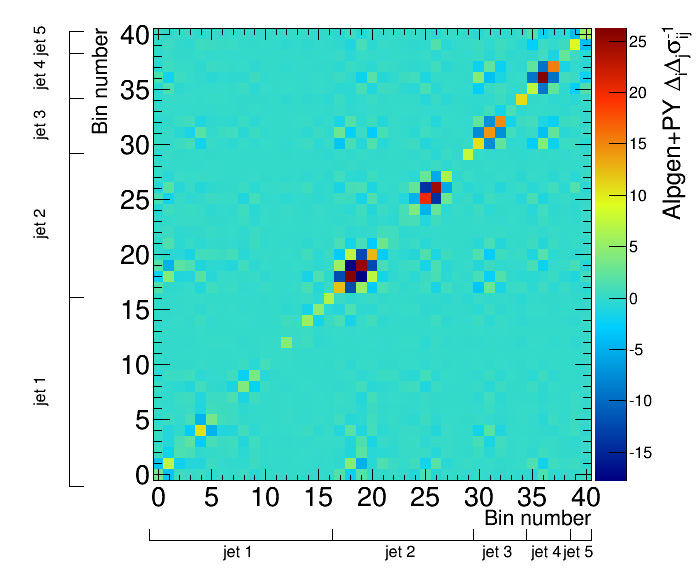 jet 5
jet 4
jet 3
jet 2
jet 1
Bin number
40
35
30
25
20
15
10
5
0
0 5 10 15 20 25 30 35 40
Bin number
jet 1 jet 2 jet 3 jet 4 jet 5
25
20
15
10
5
0
-5
-10
-15
Alpgen+PY ΔᵢΔⱼσᵢⱼ⁻¹